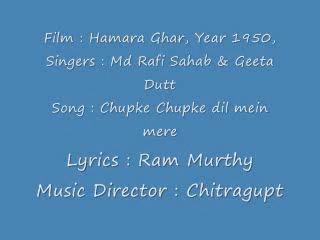 Film : Hamara Ghar, Year 1950,
Singers : Md Rafi Sahab & Geeta
Dutt
Song : Chupke Chupke dil mein
mere
Lyrics : Ram Murthy
Music Director : Chitragupt